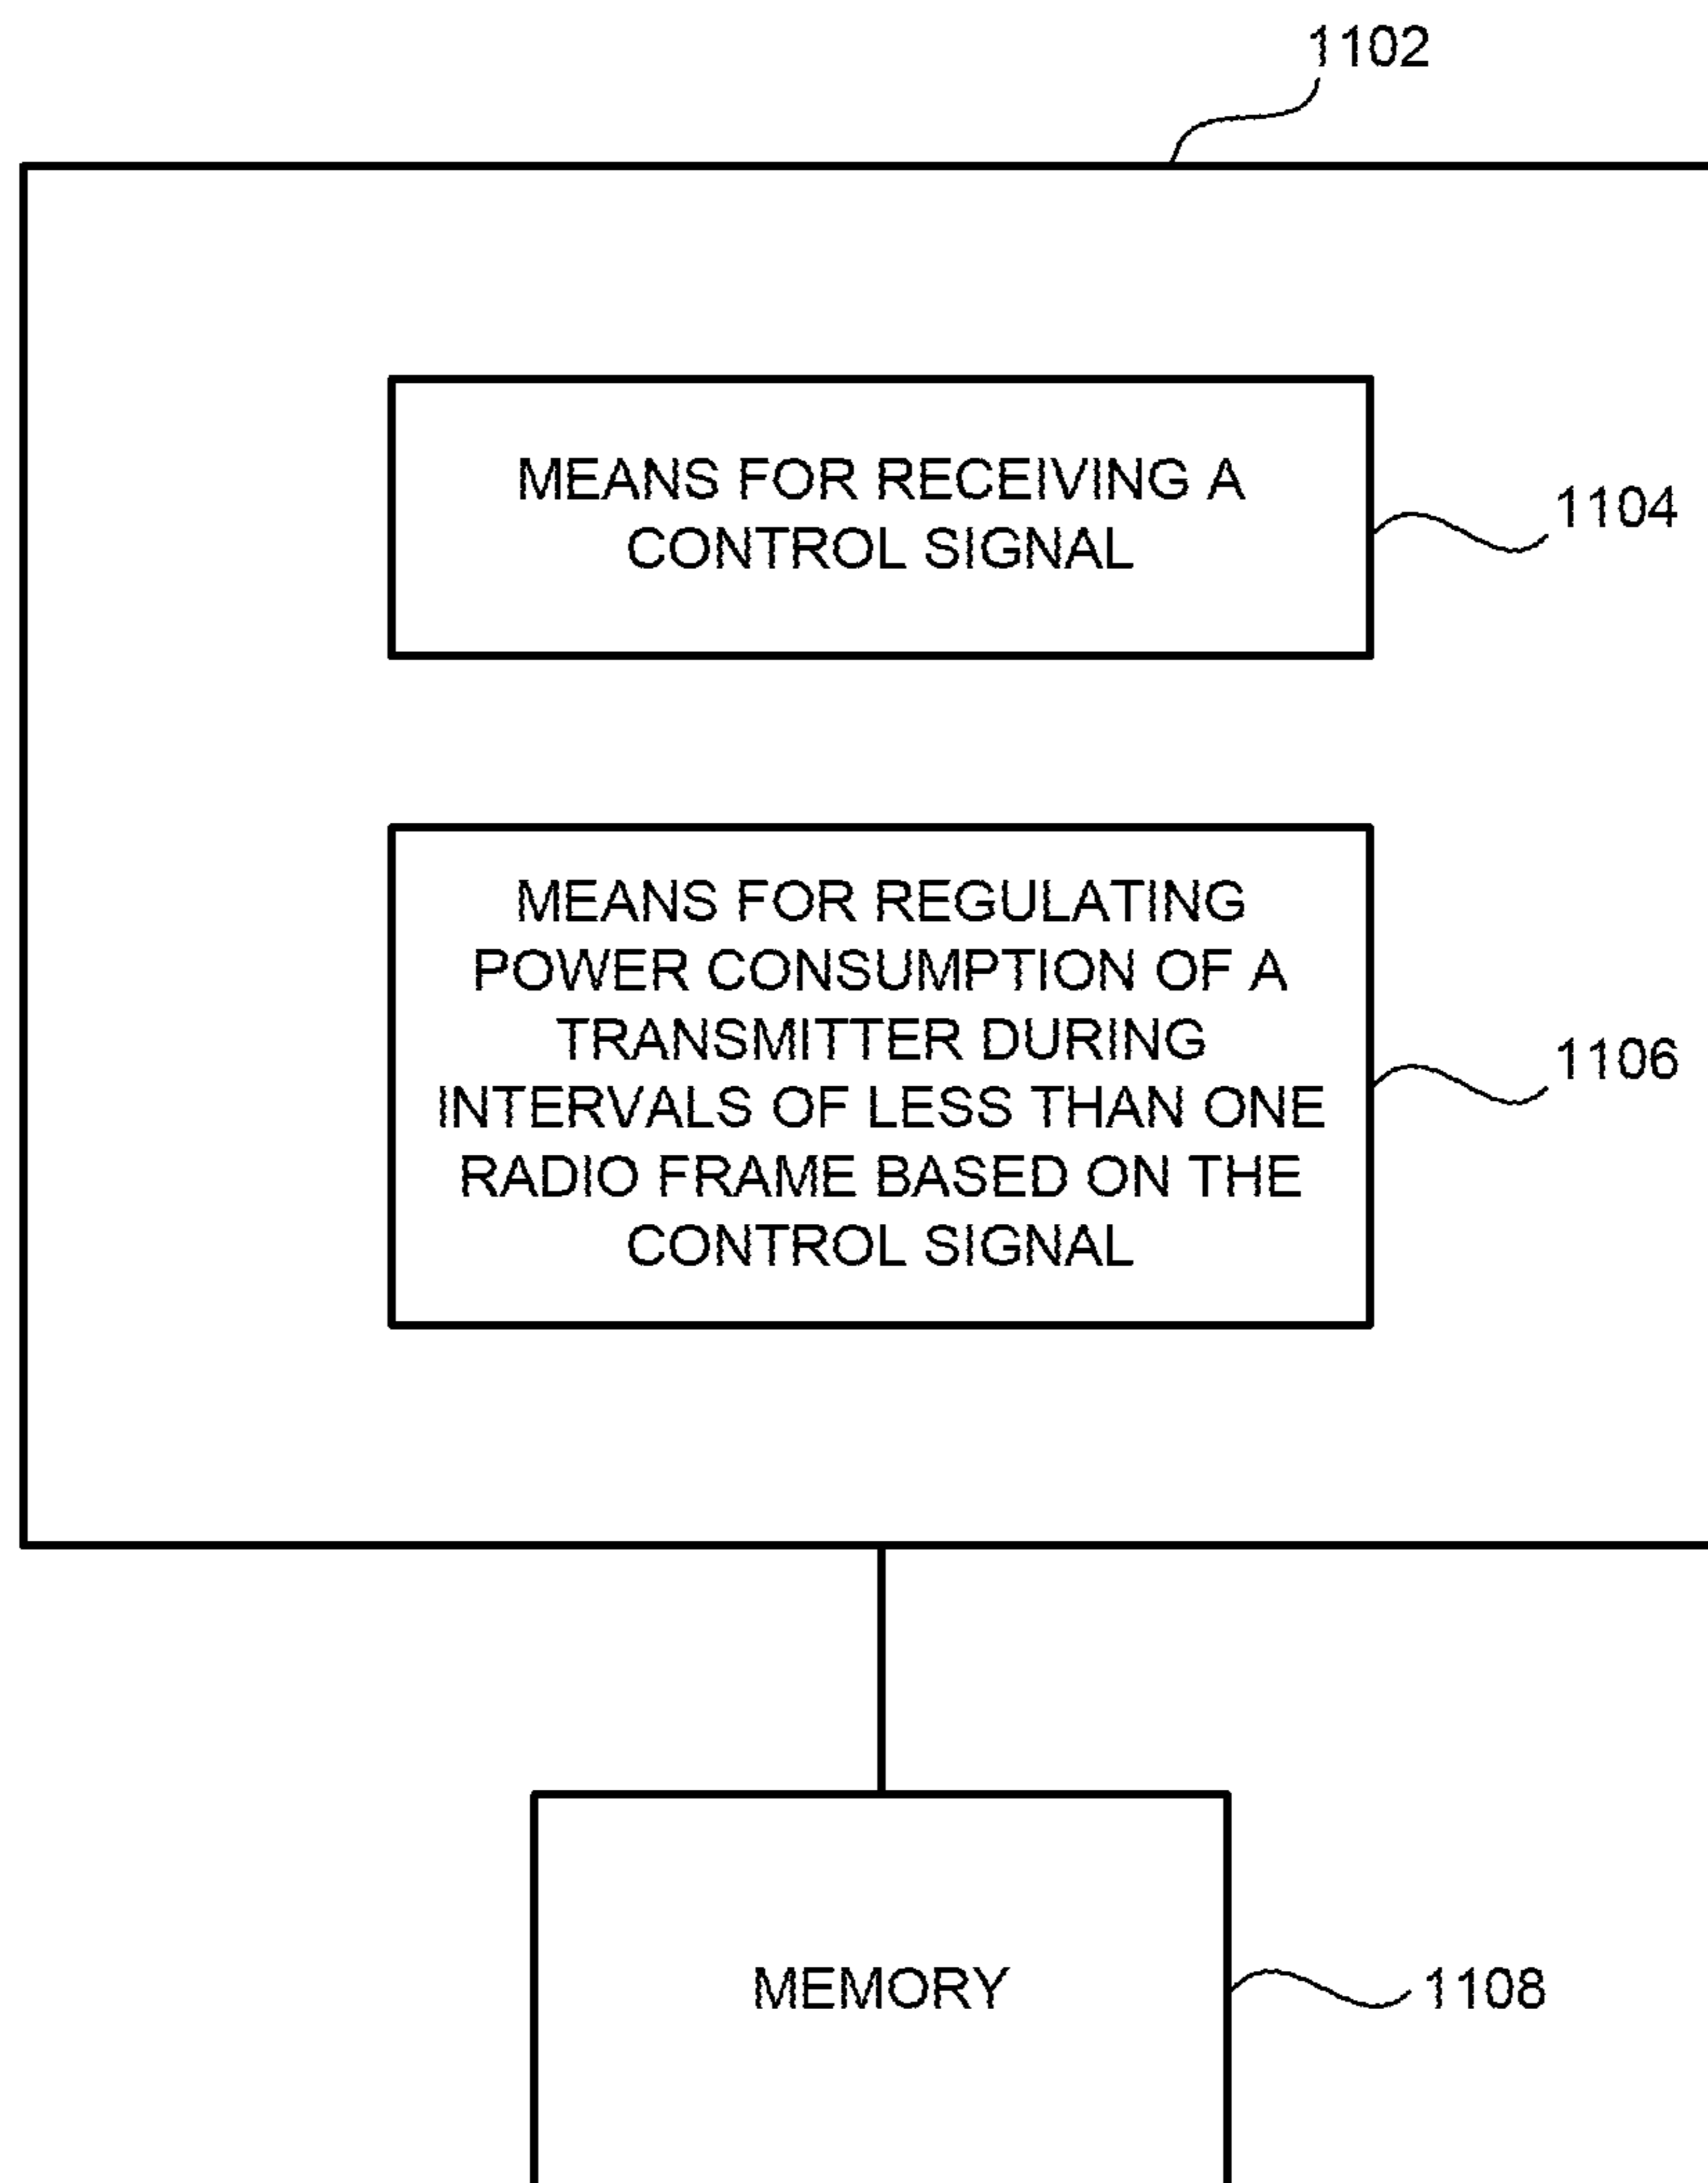 1102
MEANS FOR RECEIVING A
CONTROL SIGNAL
1104
MEANS FOR REGULATING
POWER CONSUMPTION OF A
TRANSMITTER DURING
INTERVALS OF LESS THAN ONE
RADIO FRAME BASED ON THE
CONTROL SIGNAL
1106
MEMORY
1108